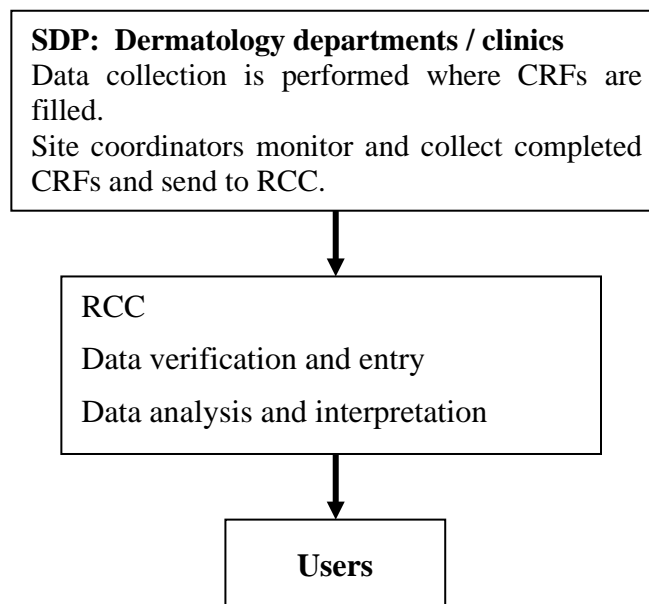 SDP: Dermatology departments / clinics
Data collection is performed where CRFs are
filled.
Site coordinators monitor and collect completed
CRFs and send to RCC.
RCC
Data verification and entry
Data analysis and interpretation
Users